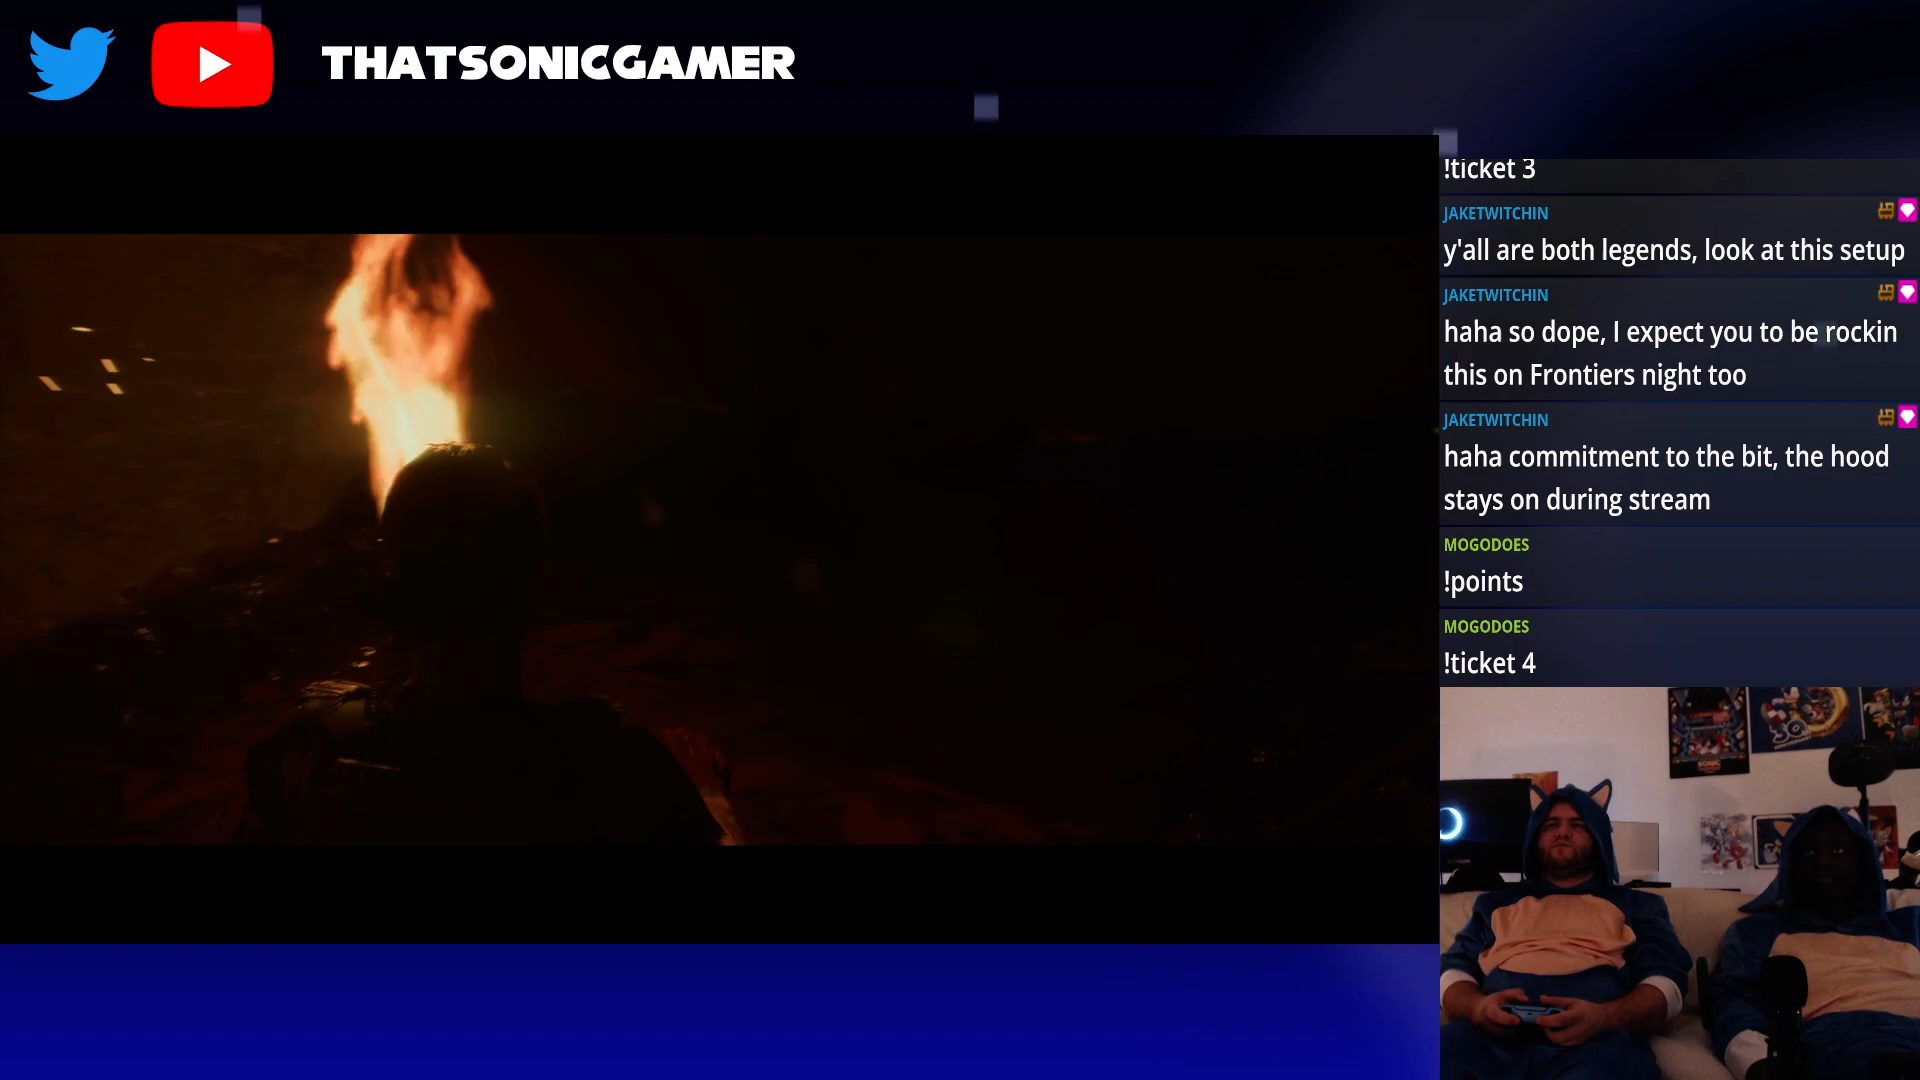 THATSONICGAMER
!ticket 3
JAKETWITCHIN
y'all are both legends, look at this setup
JAKETWITCHIN
haha so dope, I expect you to be rockin
this on Frontiers night too
JAKETWITCHIN
haha commitment to the bit, the hood
stays on during stream
MOGODOES
!points
MOGODOES
!ticket 4
SONIC
30